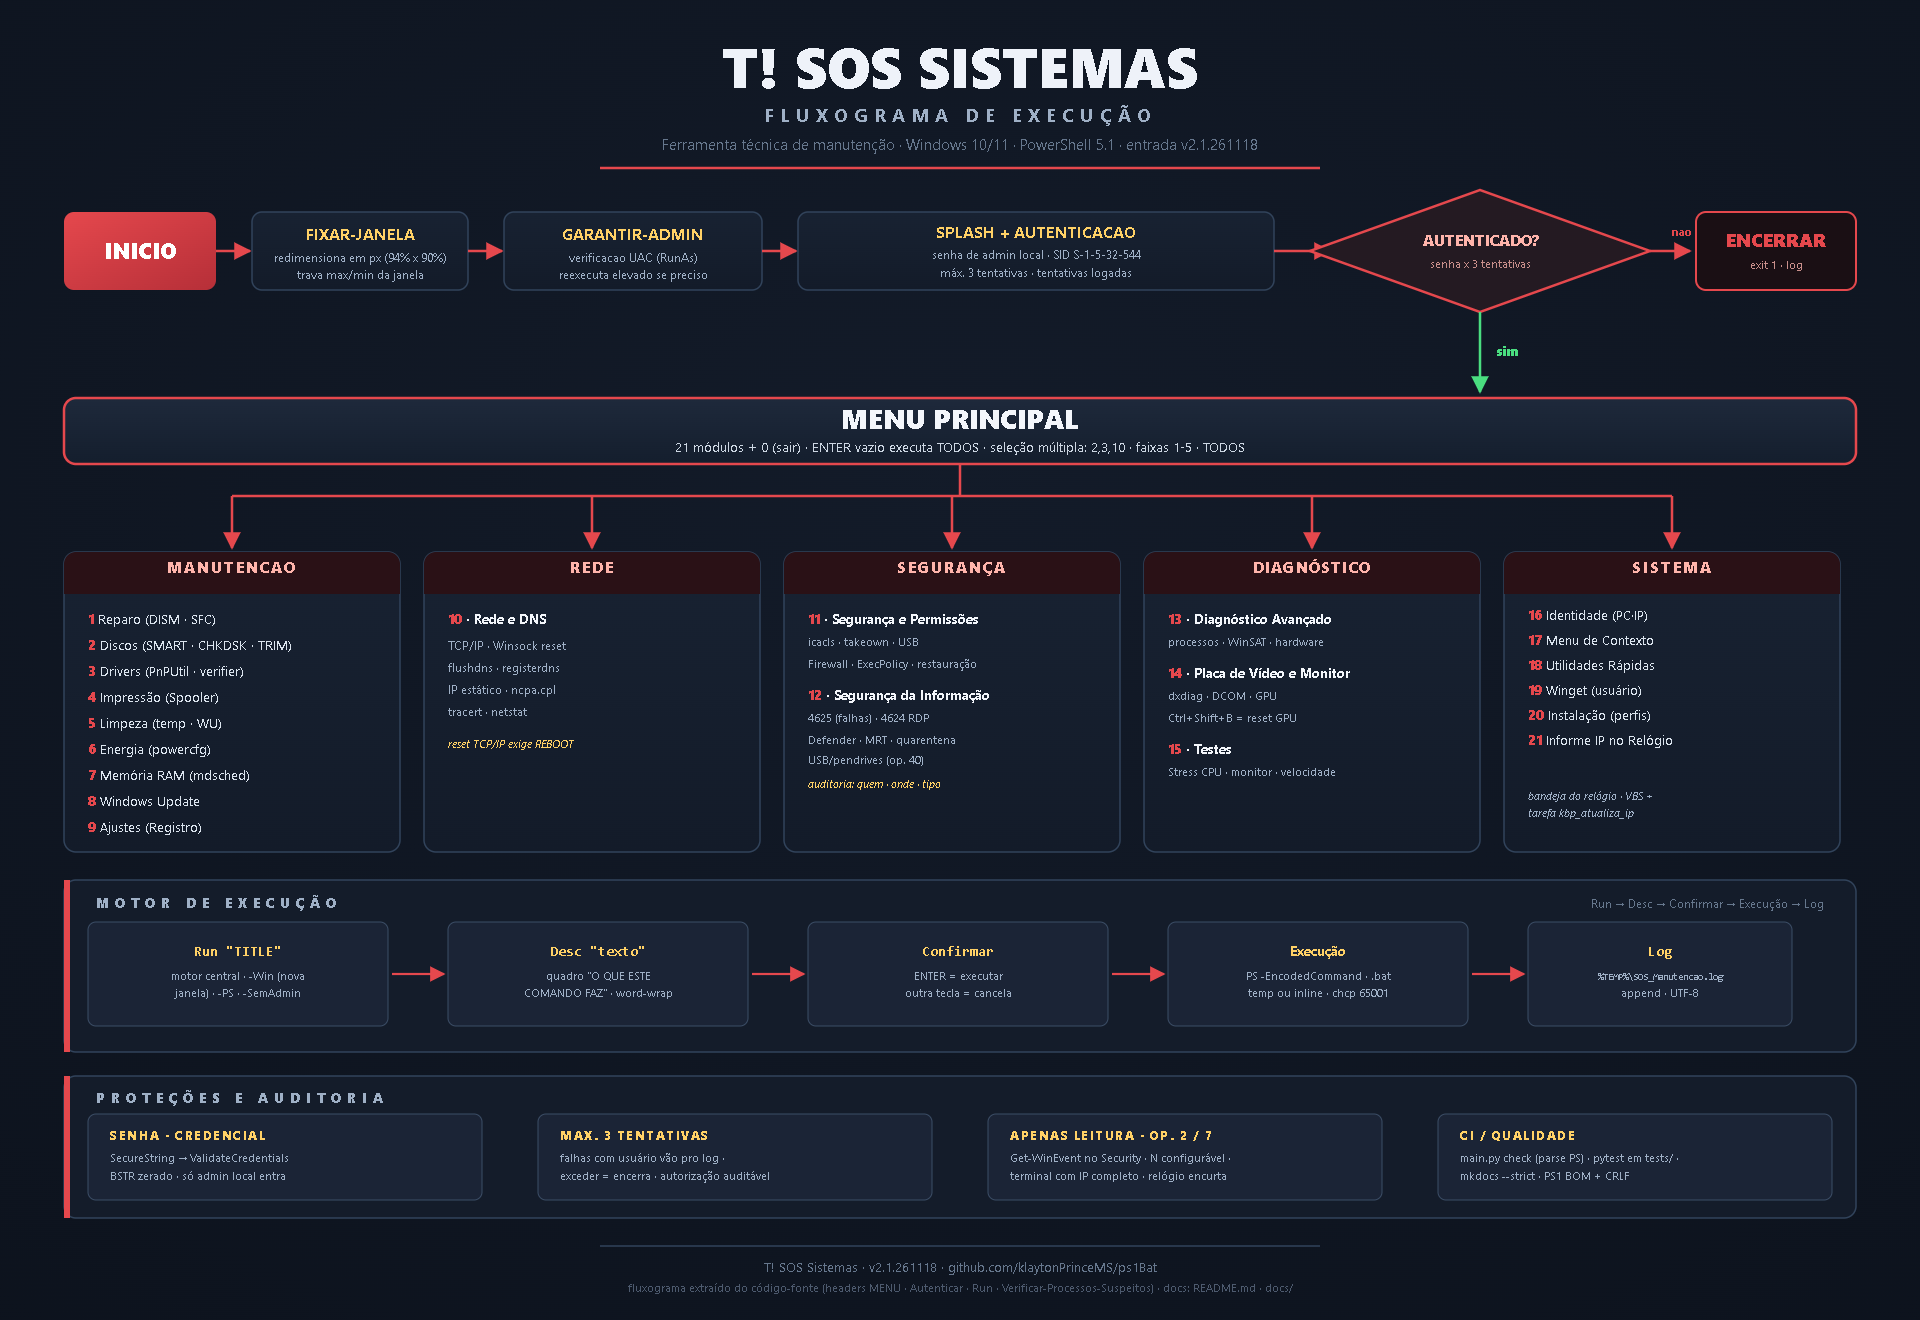 T! SOS SISTEMAS
FLUXOGRAMA DE EXECUÇÃO
Ferramenta técnica de manutenção · Windows 10/11 · PowerShell 5.1 · entrada v2.1.261118
INICIO
FIXAR-JANELA
redimensiona em px (94% x 90%)
trava max/min da janela
GARANTIR-ADMIN
verificacao UAC (RunAs)
reexecuta elevado se preciso
SPLASH + AUTENTICACAO
senha de admin local · SID S-1-5-32-544
máx. 3 tentativas · tentativas logadas
AUTENTICADO?
senha x 3 tentativas
nao
ENCERRAR
exit 1 · log
sim
MENU PRINCIPAL
21 módulos + 0 (sair) · ENTER vazio executa TODOS · seleção múltipla: 2,3,10 · faixas 1-5 · TODOS
MANUTENCAO
1 Reparo (DISM · SFC)
2 Discos (SMART · CHKDSK · TRIM)
3 Drivers (PnPUtil · verifier)
4 Impressão (Spooler)
5 Limpeza (temp · WU)
6 Energia (powercfg)
7 Memória RAM (mdsched)
8 Windows Update
9 Ajustes (Registro)
REDE
10 · Rede e DNS
TCP/IP · Winsock reset
flushdns · registerdns
IP estático · ncpa.cpl
tracert · netstat
reset TCP/IP exige REBOOT
SEGURANÇA
11 · Segurança e Permissões
icacls · takeown · USB
Firewall · ExecPolicy · restauração
12 · Segurança da Informação
4625 (falhas) · 4624 RDP
Defender · MRT · quarentena
USB/pendrives (op. 40)
auditoria: quem · onde · tipo
DIAGNÓSTICO
13 · Diagnóstico Avançado
processos · WinSAT · hardware
14 · Placa de Vídeo e Monitor
dxdiag · DCOM · GPU
Ctrl+Shift+B = reset GPU
15 · Testes
Stress CPU · monitor · velocidade
SISTEMA
16 Identidade (PC·IP)
17 Menu de Contexto
18 Utilidades Rápidas
19 Winget (usuário)
20 Instalação (perfis)
21 Informe IP no Relógio
bandeja do relógio · VBS +
tarefa kbp_atualiza_ip
MOTOR DE EXECUÇÃO
Run → Desc → Confirmar → Execução → Log
Run "TITLE"
motor central · -Win (nova
janela) · -PS · -SemAdmin
Desc "texto"
quadro "O QUE ESTE
COMANDO FAZ" · word-wrap
Confirmar
ENTER = executar
outra tecla = cancela
Execução
PS -EncodedCommand · .bat
temp ou inline · chcp 65001
Log
%TEMP%\SOS_Manutencao.log
append · UTF-8
PROTEÇÕES E AUDITORIA
SENHA - CREDENCIAL
SecureString → ValidateCredentials
BSTR zerado · só admin local entra
MAX. 3 TENTATIVAS
falhas com usuário vão pro log ·
exceder = encerra · autorização auditável
APENAS LEITURA - OP. 2 / 7
Get-WinEvent no Security · N configurável ·
terminal com IP completo · relógio encurta
CI / QUALIDADE
main.py check (parse PS) · pytest em tests/ ·
mkdocs --strict · PS1 BOM + CRLF
T! SOS Sistemas · v2.1.261118 · github.com/klaytonPrinceMS/ps1Bat
fluxograma extraído do código-fonte (headers MENU · Autenticar · Run · Verificar-Processos-Suspeitos) · docs: README.md · docs/